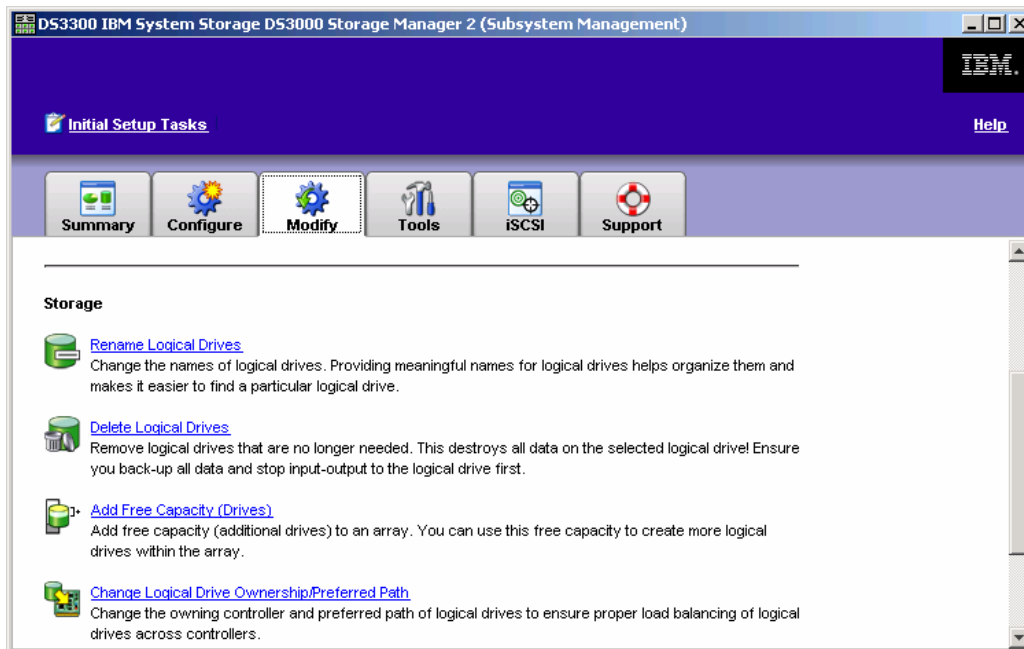 DS3300 IBM System Storage DS3000 Storage Manager 2 (Subsystem Management)
IBM.
Initial Setup Tasks
Help
Summary
Configure
Modify
Tools
iSCSI
Support
Storage
Rename Logical Drives
Change the names of logical drives. Providing meaningful names for logical drives helps organize them and
makes it easier to find a particular logical drive.
Delete Logical Drives
Remove logical drives that are no longer needed. This destroys all data on the selected logical drive! Ensure
you back-up all data and stop input-output to the logical drive first.
Add Free Capacity (Drives)
Add free capacity (additional drives) to an array. You can use this free capacity to create more logical
drives within the array.
Change Logical Drive Ownership/Preferred Path
Change the owning controller and preferred path of logical drives to ensure proper load balancing of logical
drives across controllers.